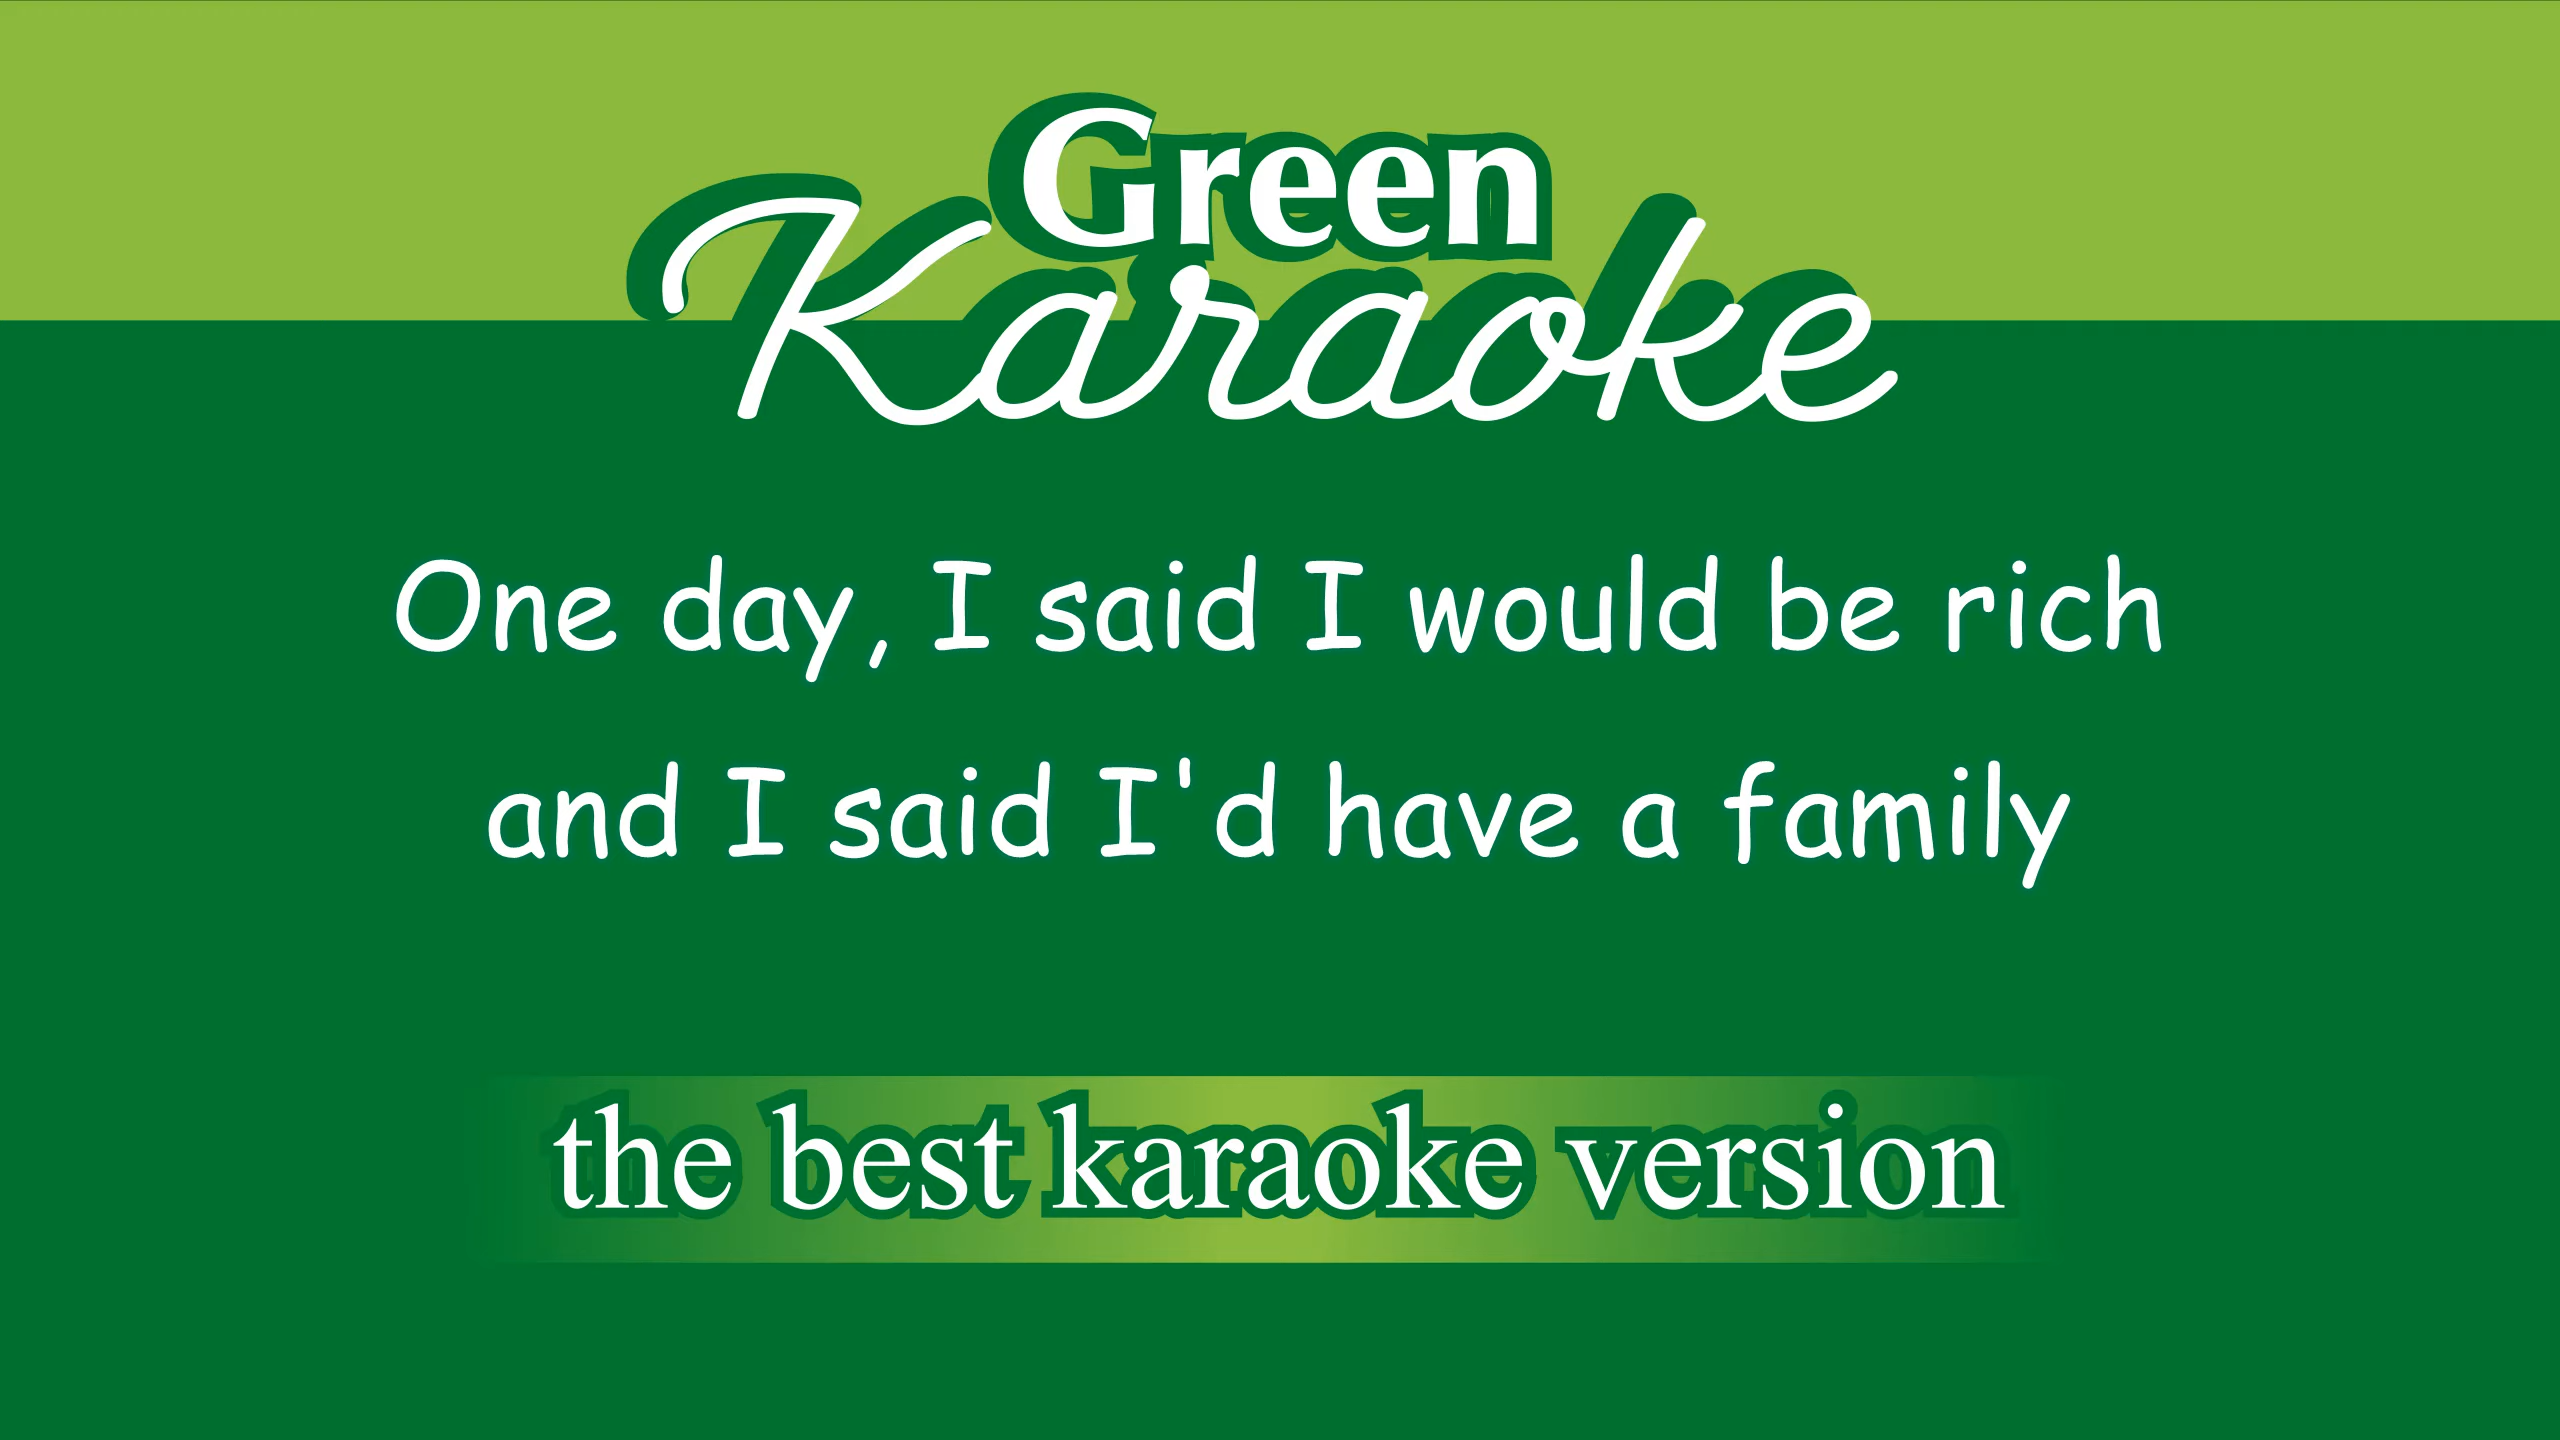 Green
Karaoke
One day, I said I would be rich
and I said I'd have a family
the best karaoke version